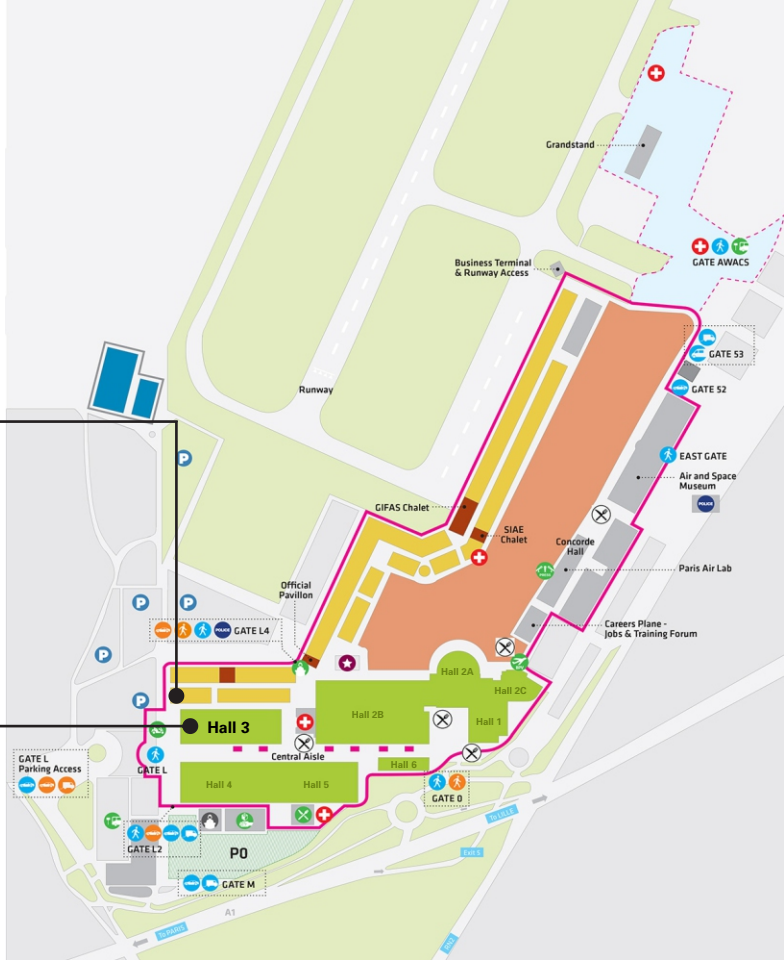 Grandstand
GATE AWACS
Business Terminal
& Runway Access
GATE S3
Runway
GATE S2
P
EAST GATE
Air and Space
Museum
POLICE
GIFAS Chalet
SIAE
Chalet
Concorde
Hall
Paris Air Lab
Official
Pavillon
P
P
POLICE
GATE L4
Careers Plane -
Jobs & Training Forum
P
Hall 2A
Hall 2C
P
Hall 2B
Hall 1
Hall 3
Central Aisle
GATE L
Parking Access
GATE L
Hall 6
Hall 4
Hall 5
GATE 0
To LILLE
GATE L2
P0
Exit 5
GATE M
A1
To PARIS
RN2